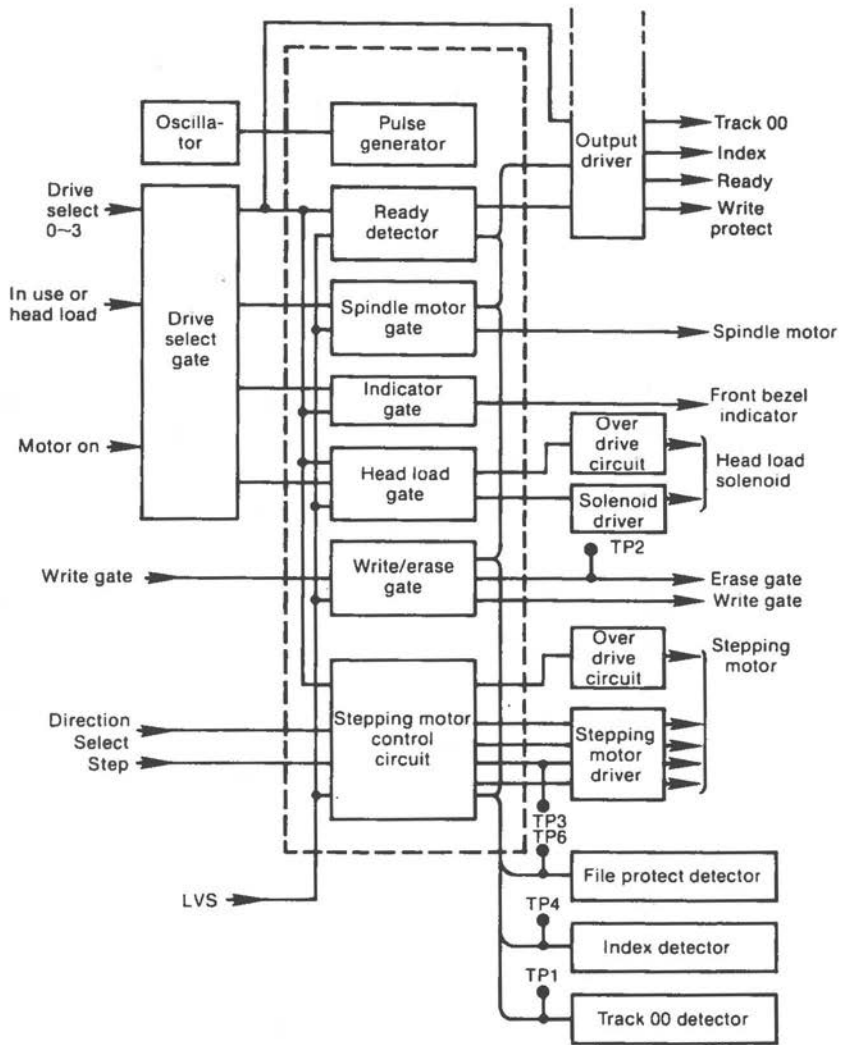 Oscilla-
tor
Pulse
generator
Output
driver
Track 00
Index
Ready
Write
protect
Drive
select
0~3
Ready
detector
In use or
head load
Drive
select
gate
Spindle motor
gate
Spindle motor
Indicator
gate
Front bezel
indicator
Motor on
Head load
gate
Over
drive
circuit
Solenoid
driver
Head load
solenoid
TP2
Write gate
Write/erase
gate
Erase gate
Write gate
Over
drive
circuit
Stepping
motor
Direction
Select
Step
Stepping motor
control
circuit
Stepping
motor
driver
TP3
TP6
File protect detector
LVS
TP4
Index detector
TP1
Track 00 detector